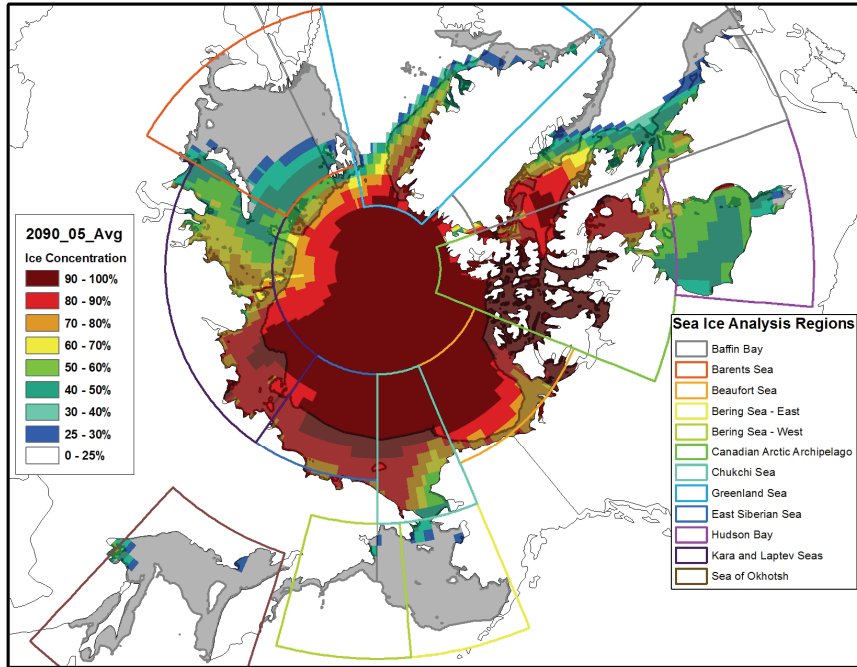 2090_05_Avg
Ice Concentration
90 - 100%
80 - 90%
70 - 80%
60 - 70%
50 - 60%
40 - 50%
30 - 40%
25 - 30%
0 - 25%
Sea Ice Analysis Regions
Baffin Bay
Barents Sea
Beaufort Sea
Bering Sea - East
Bering Sea - West
Canadian Arctic Archipelago
Chukchi Sea
Greenland Sea
East Siberian Sea
Hudson Bay
Kara and Laptev Seas
Sea of Okhotsh